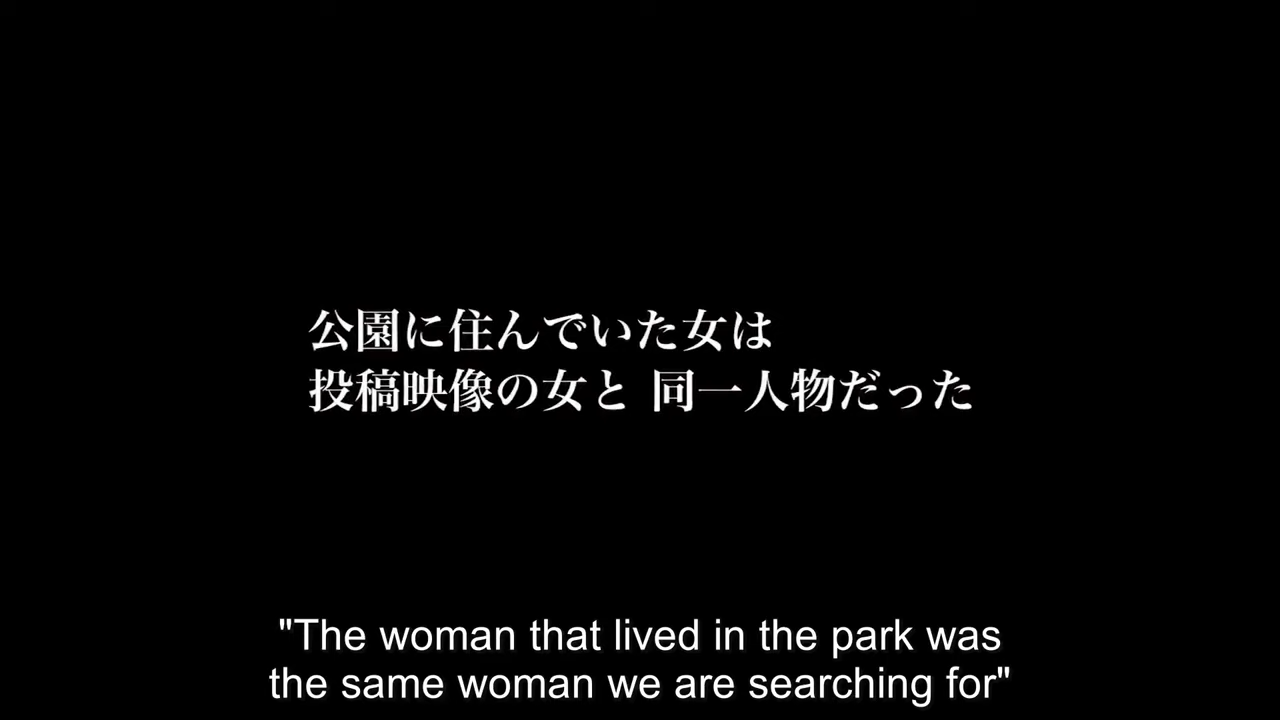 公園に住んでいた女は
投稿映像の女と 同一人物だった
"The woman that lived in the park was
the same woman we are searching for"